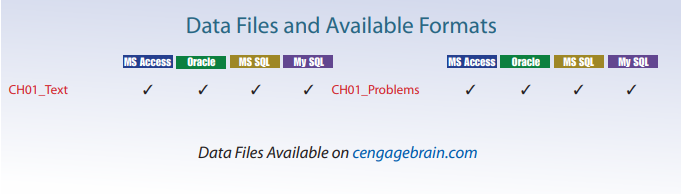 Data Files and Available Formats
MS Access Oracle MS SQL My SQL MS Access Oracle MS SQL My SQL
CH01_Text ✓ ✓ ✓ ✓ CH01_Problems ✓ ✓ ✓ ✓
Data Files Available on cengagebrain.com